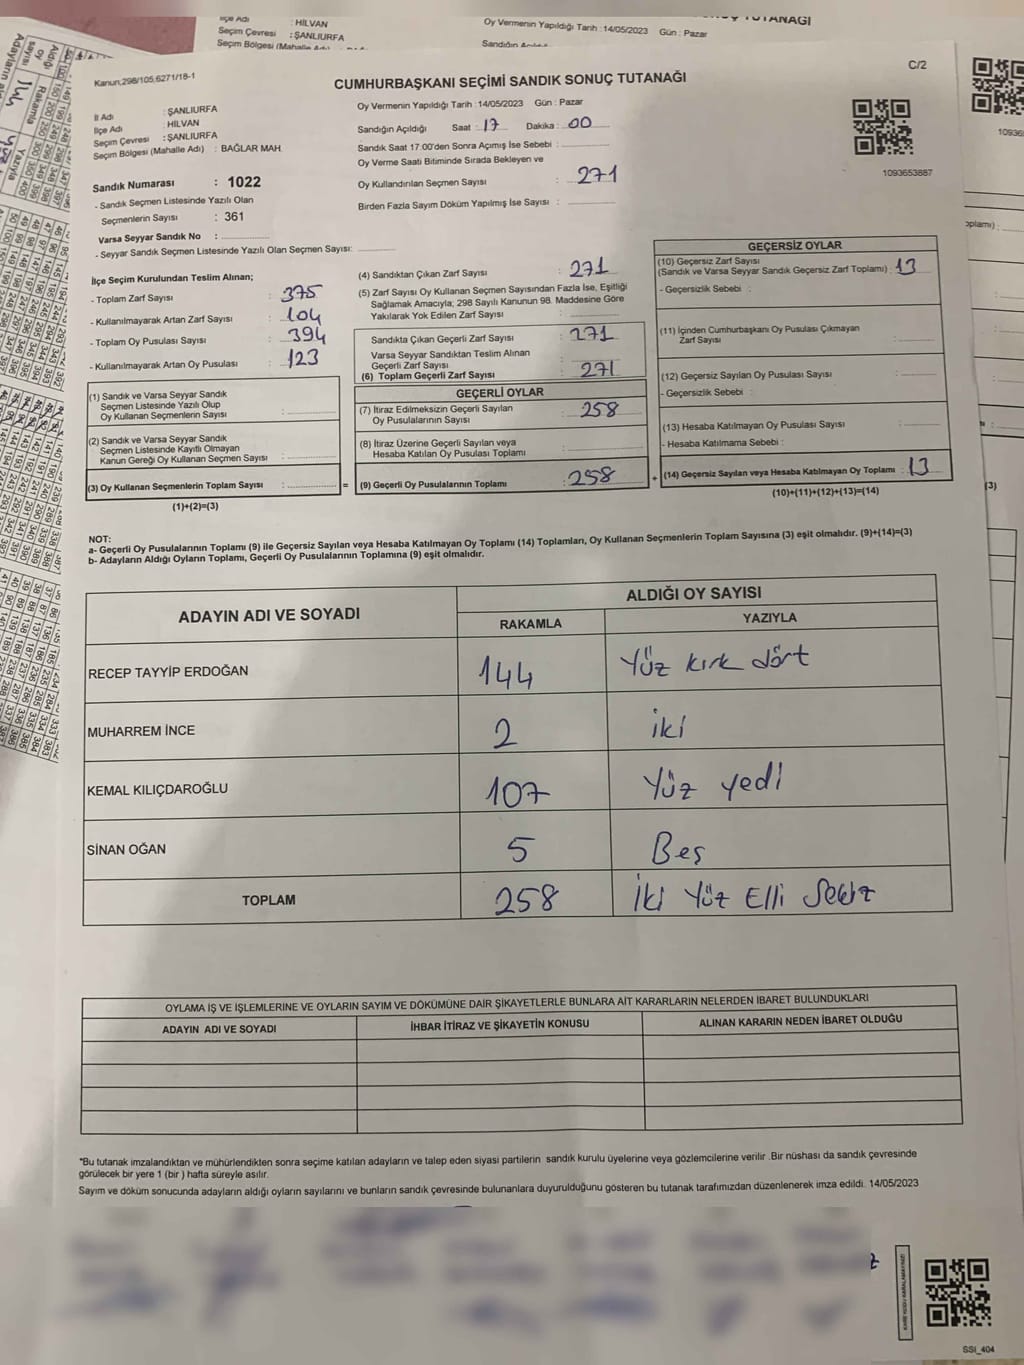 İlçe Adı : HİLVAN
Seçim Çevresi : ŞANLIURFA
Seçim Bölgesi (Mahalle Adı)
Oy Vermenin Yapıldığı Tarih : 14/05/2023 Gün : Pazar
TUTANAĞI
Kanun,298/105,6271/18-1
CUMHURBAŞKANI SEÇİMİ SANDIK SONUÇ TUTANAĞI
C/2
İl Adı : ŞANLIURFA
İlçe Adı : HİLVAN
Seçim Çevresi : ŞANLIURFA
Seçim Bölgesi (Mahalle Adı) : BAĞLAR MAH.
Sandık Numarası : 1022
- Sandık Seçmen Listesinde Yazılı Olan
Seçmenlerin Sayısı : 361
Varsa Seyyar Sandık No :
- Seyyar Sandık Seçmen Listesinde Yazılı Olan Seçmen Sayısı:
Oy Vermenin Yapıldığı Tarih : 14/05/2023 Gün : Pazar
Sandığın Açıldığı Saat : 17 Dakika : 00
Sandık Saat 17:00'den Sonra Açımış İse Sebebi :
Oy Verme Saati Bitiminde Sırada Bekleyen ve
Oy Kullandırılan Seçmen Sayısı : 271
Birden Fazla Sayım Döküm Yapılmış İse Sayısı :
1093653887
İlçe Seçim Kurulundan Teslim Alınan;
- Toplam Zarf Sayısı : 375
- Kullanılmayarak Artan Zarf Sayısı : 104
- Toplam Oy Pusulası Sayısı : 394
- Kullanılmayarak Artan Oy Pusulası : 123
(1) Sandık ve Varsa Seyyar Sandık
Seçmen Listesinde Yazılı Olup
Oy Kullanan Seçmenlerin Sayısı :
(2) Sandık ve Varsa Seyyar Sandık
Seçmen Listesinde Kayıtlı Olmayan
Kanun Gereği Oy Kullanan Seçmen Sayısı :
(3) Oy Kullanan Seçmenlerin Toplam Sayısı : =
(1)+(2)=(3)
(4) Sandıktan Çıkan Zarf Sayısı : 271
(5) Zarf Sayısı Oy Kullanan Seçmen Sayısından Fazla İse, Eşitliği
Sağlamak Amacıyla; 298 Sayılı Kanunun 98. Maddesine Göre
Yakılarak Yok Edilen Zarf Sayısı :
Sandıkta Çıkan Geçerli Zarf Sayısı : 271
Varsa Seyyar Sandıktan Teslim Alınan
Geçerli Zarf Sayısı
(6) Toplam Geçerli Zarf Sayısı : 271
GEÇERLİ OYLAR
(7) İtiraz Edilmeksizin Geçerli Sayılan
Oy Pusulalarının Sayısı : 258
(8) İtiraz Üzerine Geçerli Sayılan veya
Hesaba Katılan Oy Pusulası Toplamı :
(9) Geçerli Oy Pusulalarının Toplamı : 258 +
GEÇERSİZ OYLAR
(10) Geçersiz Zarf Sayısı
(Sandık ve Varsa Seyyar Sandık Geçersiz Zarf Toplamı) : 13
- Geçersizlik Sebebi :
(11) İçinden Cumhurbaşkanı Oy Pusulası Çıkmayan
Zarf Sayısı :
(12) Geçersiz Sayılan Oy Pusulası Sayısı :
- Geçersizlik Sebebi :
(13) Hesaba Katılmayan Oy Pusulası Sayısı :
- Hesaba Katılmama Sebebi :
(14) Geçersiz Sayılan veya Hesaba Katılmayan Oy Toplamı : 13
(10)+(11)+(12)+(13)=(14)
NOT:
a- Geçerli Oy Pusulalarının Toplamı (9) ile Geçersiz Sayılan veya Hesaba Katılmayan Oy Toplamı (14) Toplamları, Oy Kullanan Seçmenlerin Toplam Sayısına (3) eşit olmalıdır. (9)+(14)=(3)
b- Adayların Aldığı Oyların Toplamı, Geçerli Oy Pusulalarının Toplamına (9) eşit olmalıdır.
ADAYIN ADI VE SOYADI
ALDIĞI OY SAYISI
RAKAMLA YAZIYLA
RECEP TAYYİP ERDOĞAN 144 Yüz kırk dört
MUHARREM İNCE 2 iki
KEMAL KILIÇDAROĞLU 107 Yüz yedi
SİNAN OĞAN 5 Beş
TOPLAM 258 İki Yüz Elli Sekiz
OYLAMA İŞ VE İŞLEMLERİNE VE OYLARIN SAYIM VE DÖKÜMÜNE DAİR ŞİKAYETLERLE BUNLARA AİT KARARLARIN NELERDEN İBARET BULUNDUKLARI
ADAYIN ADI VE SOYADI İHBAR İTİRAZ VE ŞİKAYETİN KONUSU ALINAN KARARIN NEDEN İBARET OLDUĞU
*Bu tutanak imzalandıktan ve mühürlendikten sonra seçime katılan adayların ve talep eden siyasi partilerin sandık kurulu üyelerine veya gözlemcilerine verilir .Bir nüshası da sandık çevresinde
görülecek bir yere 1 (bir ) hafta süreyle asılır.
Sayım ve döküm sonucunda adayların aldığı oyların sayılarını ve bunların sandık çevresinde bulunanlara duyurulduğunu gösteren bu tutanak tarafımızdan düzenlenerek imza edildi. 14/05/2023
SSI_404